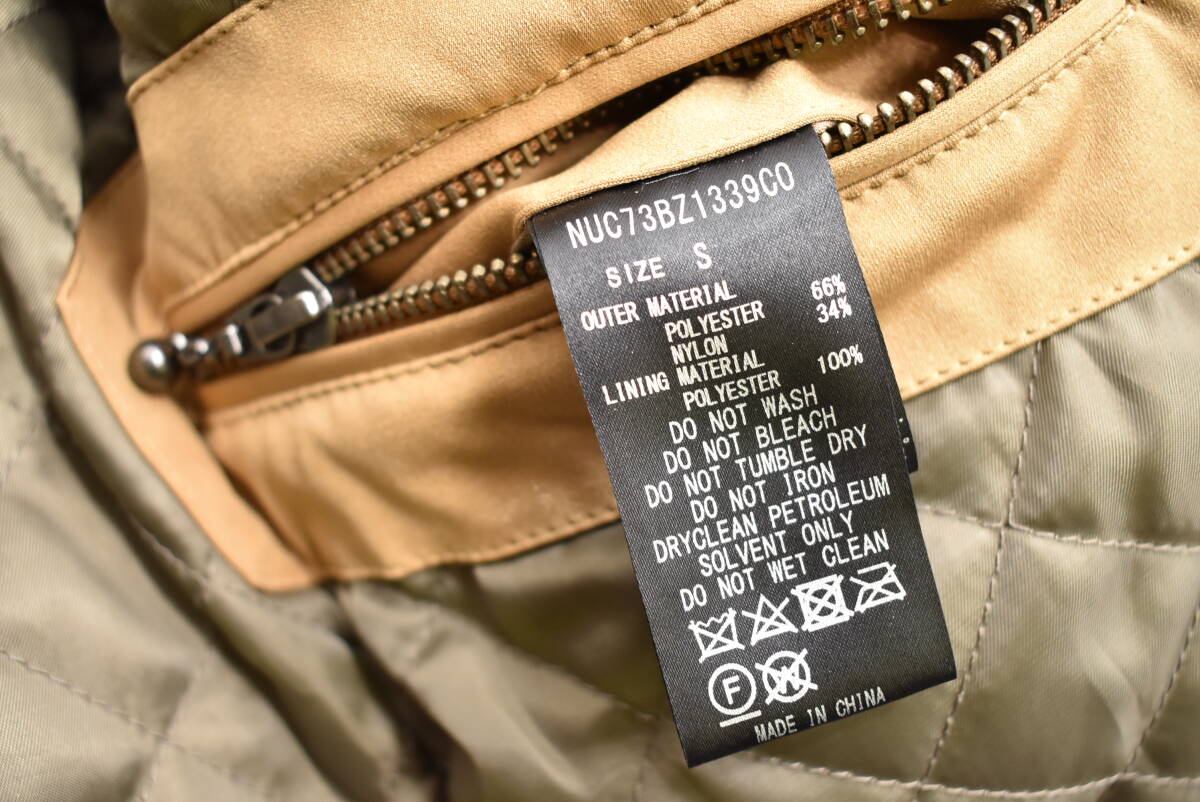 NUC73BZ1339CO
SIZE S
OUTER MATERIAL
POLYESTER 66%
NYLON 34%
LINING MATERIAL
POLYESTER 100%
DO NOT WASH
DO NOT BLEACH
DO NOT TUMBLE DRY
DO NOT IRON
DRYCLEAN PETROLEUM
SOLVENT ONLY
DO NOT WET CLEAN
F W
MADE IN CHINA